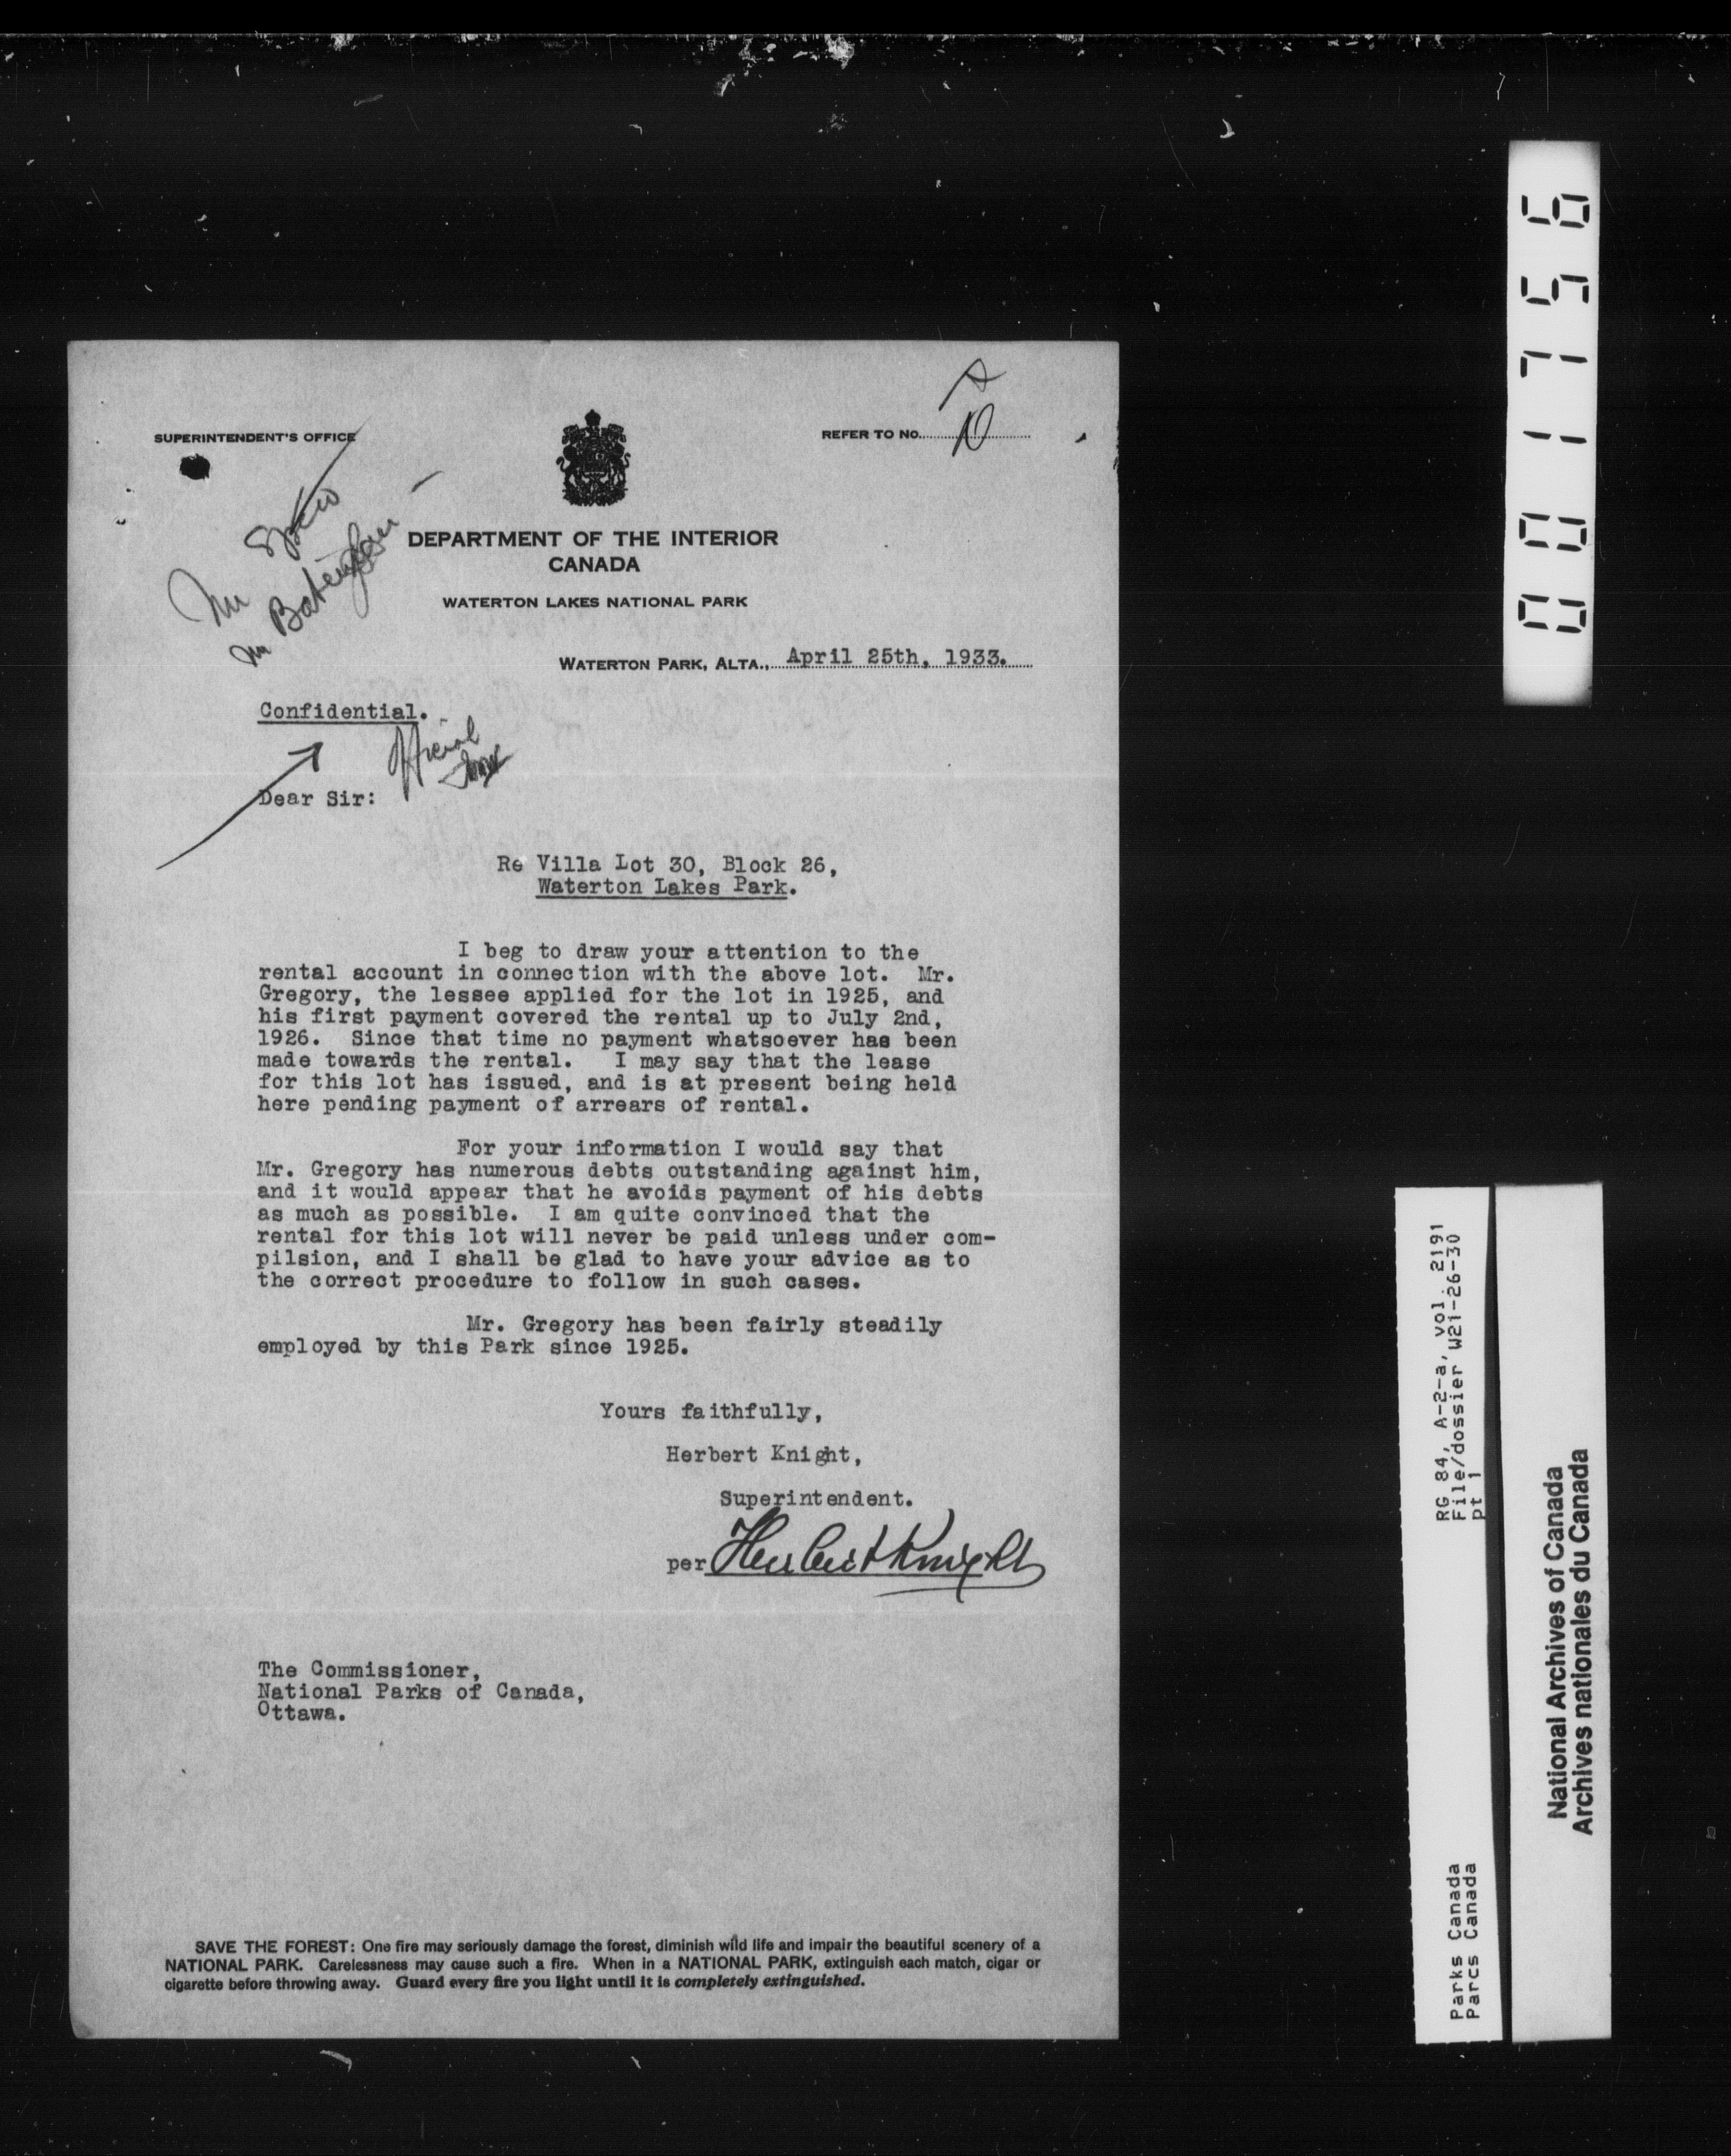 SUPERINTENDENT'S OFFICE
REFER TO No.
DEPARTMENT OF THE INTERIOR
CANADA
WATERTON LAKES NATIONAL PARK
WATERTON PARK, ALTA., April 25th, 1933.
Confidential.
Official
Dear Sir:
Re Villa Lot 30, Block 26,
Waterton Lakes Park.
I beg to draw your attention to the
rental account in connection with the above lot. Mr.
Gregory, the lessee applied for the lot in 1925, and
his first payment covered the rental up to July 2nd,
1926. Since that time no payment whatsoever has been
made towards the rental. I may say that the lease
for this lot has issued, and is at present being held
here pending payment of arrears of rental.
For your information I would say that
Mr. Gregory has numerous debts outstanding against him,
and it would appear that he avoids payment of his debts
as much as possible. I am quite convinced that the
rental for this lot will never be paid unless under com-
pilsion, and I shall be glad to have your advice as to
the correct procedure to follow in such cases.
Mr. Gregory has been fairly steadily
employed by this Park since 1925.
Yours faithfully,
Herbert Knight,
Superintendent.
per Herbert Knight
The Commissioner,
National Parks of Canada,
Ottawa.
SAVE THE FOREST: One fire may seriously damage the forest, diminish wild life and impair the beautiful scenery of a
NATIONAL PARK. Carelessness may cause such a fire. When in a NATIONAL PARK, extinguish each match, cigar or
cigarette before throwing away. Guard every fire you light until it is completely extinguished.
001756
RG 84, A-2-a, vol. 2191
File/dossier W21-26-30
pt 1
Parks Canada
Parcs Canada
National Archives of Canada
Archives nationales du Canada